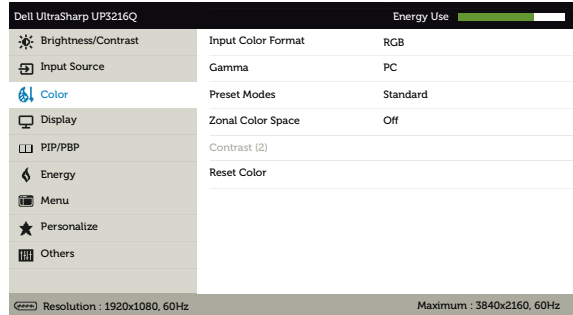 Dell UltraSharp UP3216Q Energy Use
Brightness/Contrast Input Color Format RGB
Input Source Gamma PC
Color Preset Modes Standard
Display Zonal Color Space Off
PIP/PBP Contrast (2)
Energy Reset Color
Menu
Personalize
Others
Resolution : 1920x1080, 60Hz Maximum : 3840x2160, 60Hz